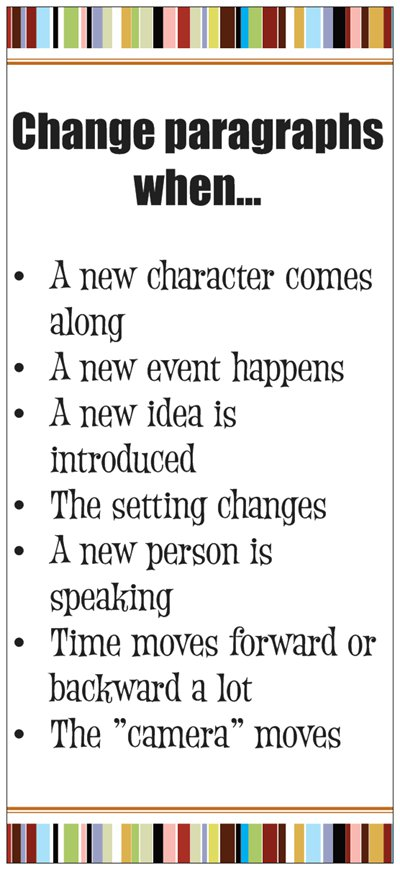 Change paragraphs
when...
• A new character comes
along
• A new event happens
• A new idea is
introduced
• The setting changes
• A new person is
speaking
• Time moves forward or
backward a lot
• The ”camera” moves